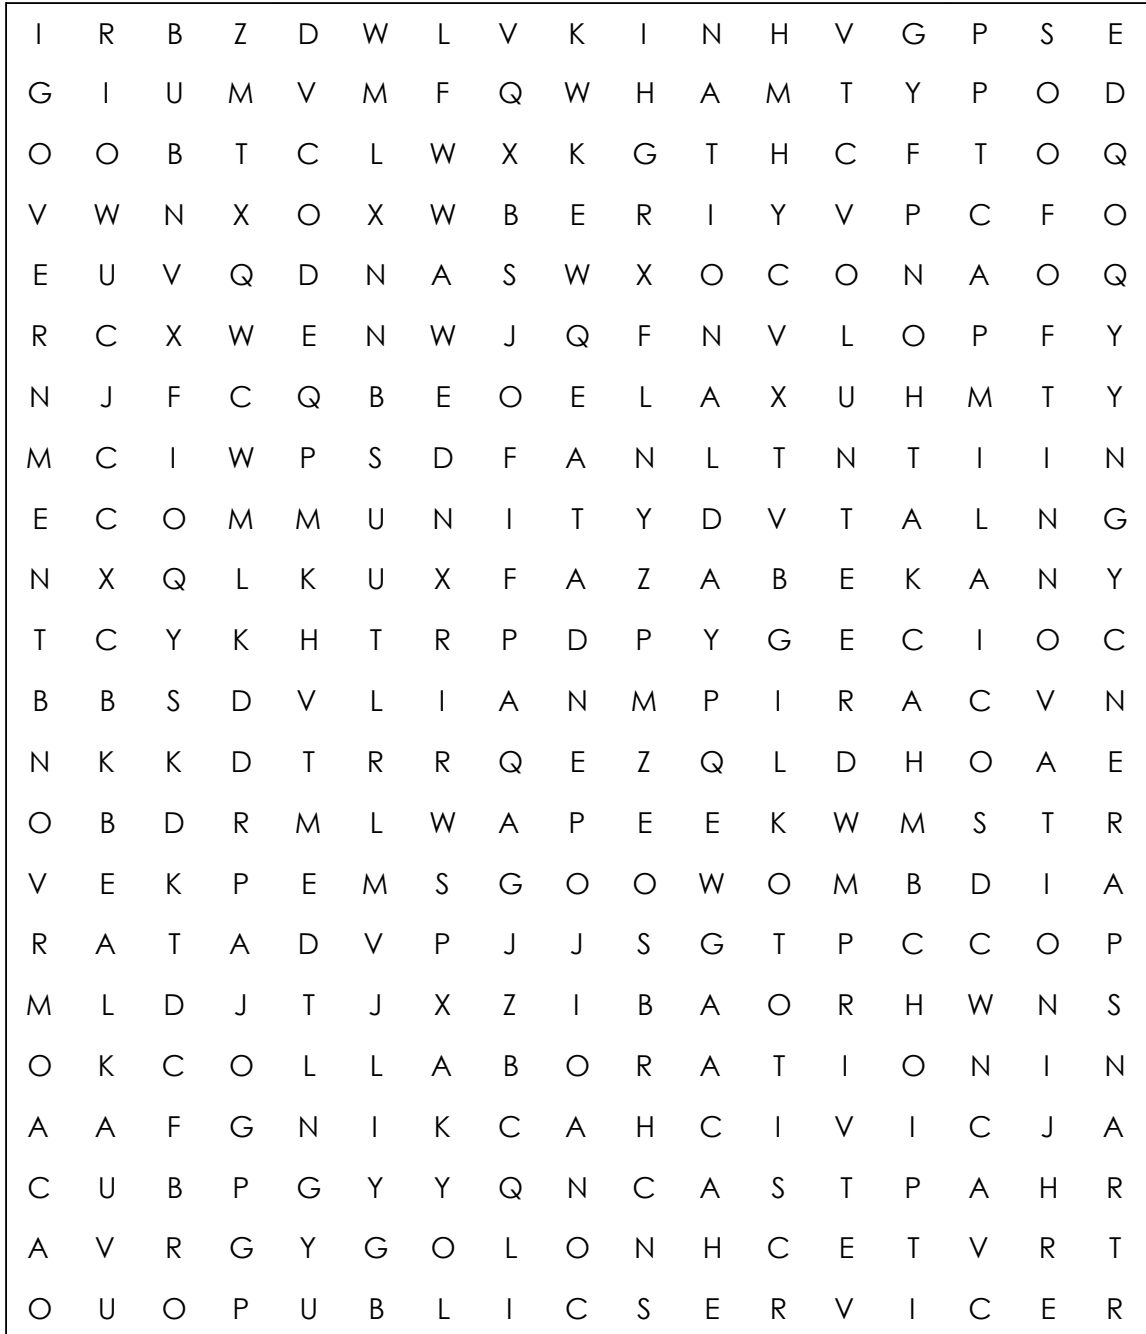 I R B Z D W L V K I N H V G P S E
G I U M V M F Q W H A M T Y P O D
O O B T C L W X K G T H C F T O Q
V W N X O X W B E R I Y V P C F O
E U V Q D N A S W X O C O N A O Q
R C X W E N W J Q F N V L O P F Y
N J F C Q B E O E L A X U H M T Y
M C I W P S D F A N L T N T I I N
E C O M M U N I T Y D V T A L N G
N X Q L K U X F A Z A B E K A N Y
T C Y K H T R P D P Y G E C I O C
B B S D V L I A N M P I R A C V N
N K K D T R R Q E Z Q L D H O A E
O B D R M L W A P E E K W M S T R
V E K P E M S G O O W O M B D I A
R A T A D V P J J S G T P C C O P
M L D J T J X Z I B A O R H W N S
O K C O L L A B O R A T I O N I N
A A F G N I K C A H C I V I C J A
C U B P G Y Y Q N C A S T P A H R
A V R G Y G O L O N H C E T V R T
O U O P U B L I C S E R V I C E R